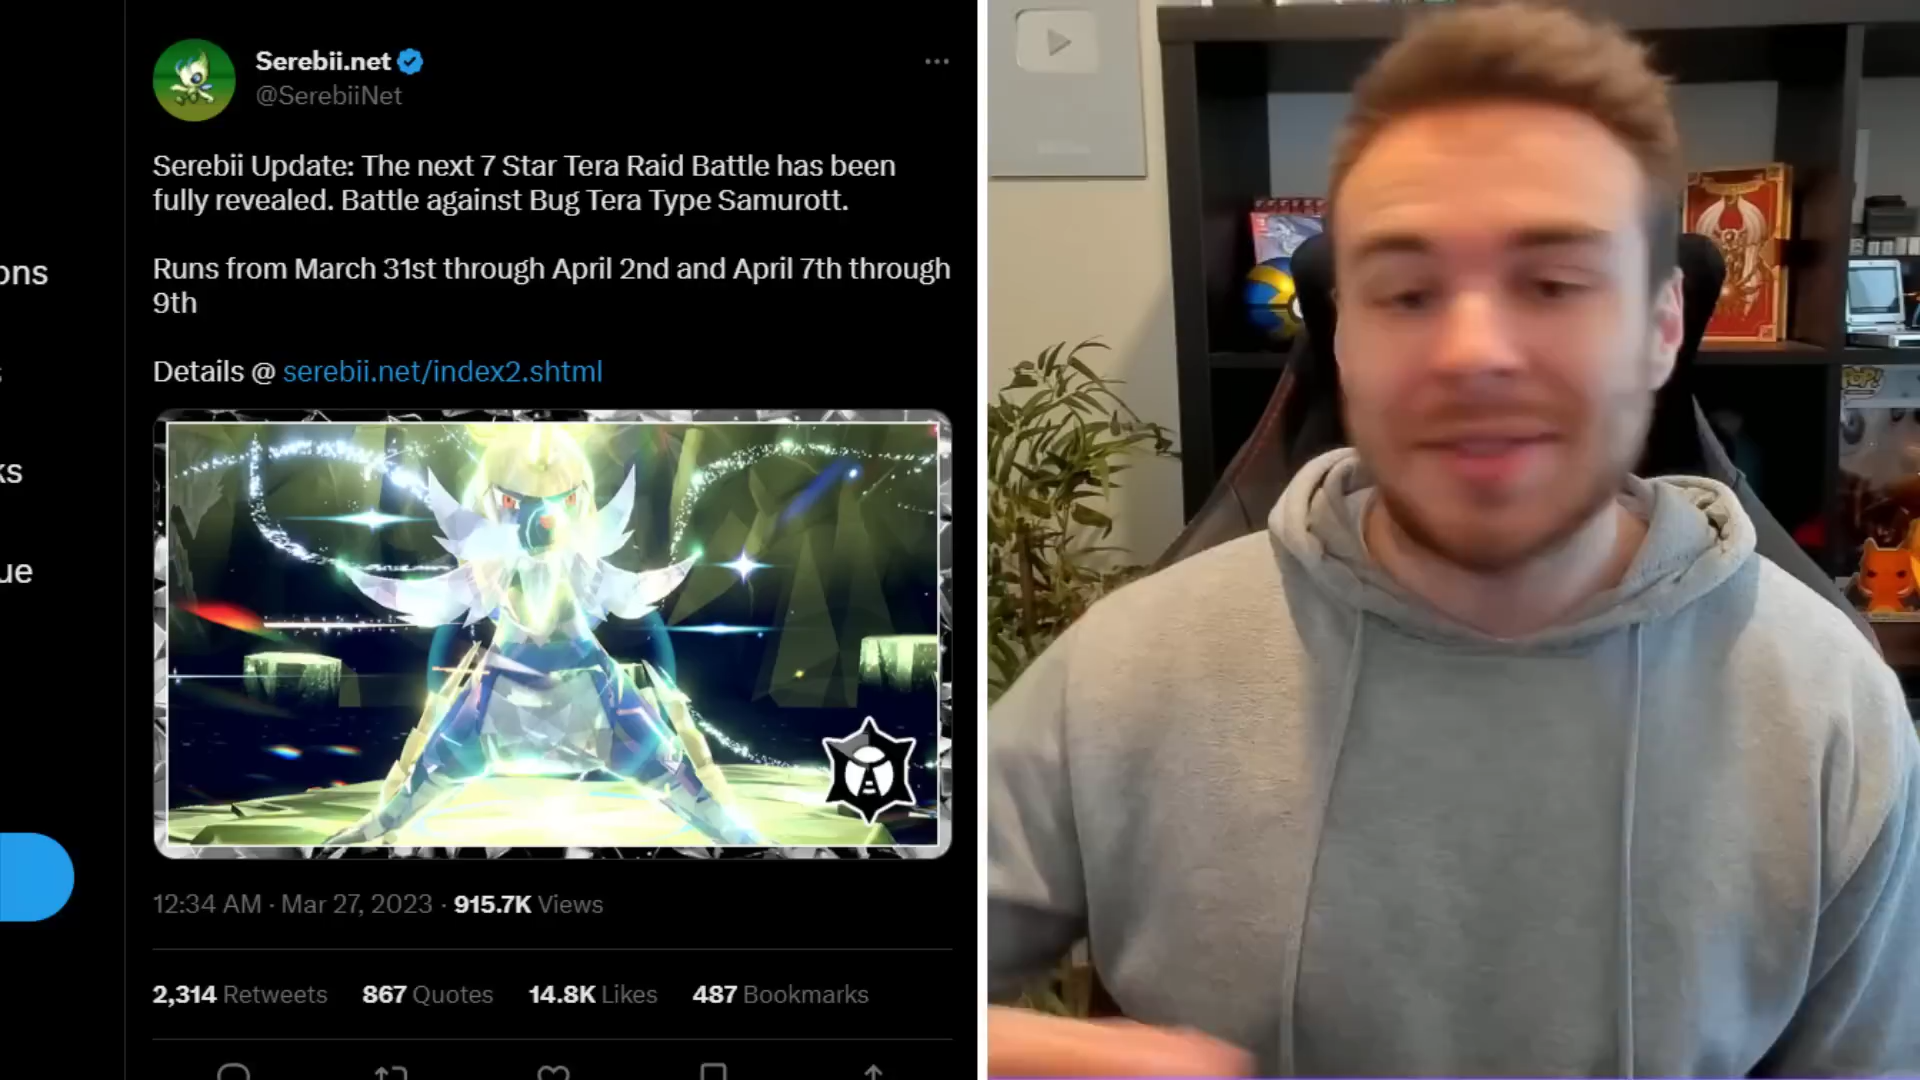 Serebii.net
@SerebiiNet
Serebii Update: The next 7 Star Tera Raid Battle has been
fully revealed. Battle against Bug Tera Type Samurott.
Runs from March 31st through April 2nd and April 7th through
9th
Details @ serebii.net/index2.shtml
12:34 AM · Mar 27, 2023 · 915.7K Views
2,314 Retweets 867 Quotes 14.8K Likes 487 Bookmarks
ons
ks
ue
POP!